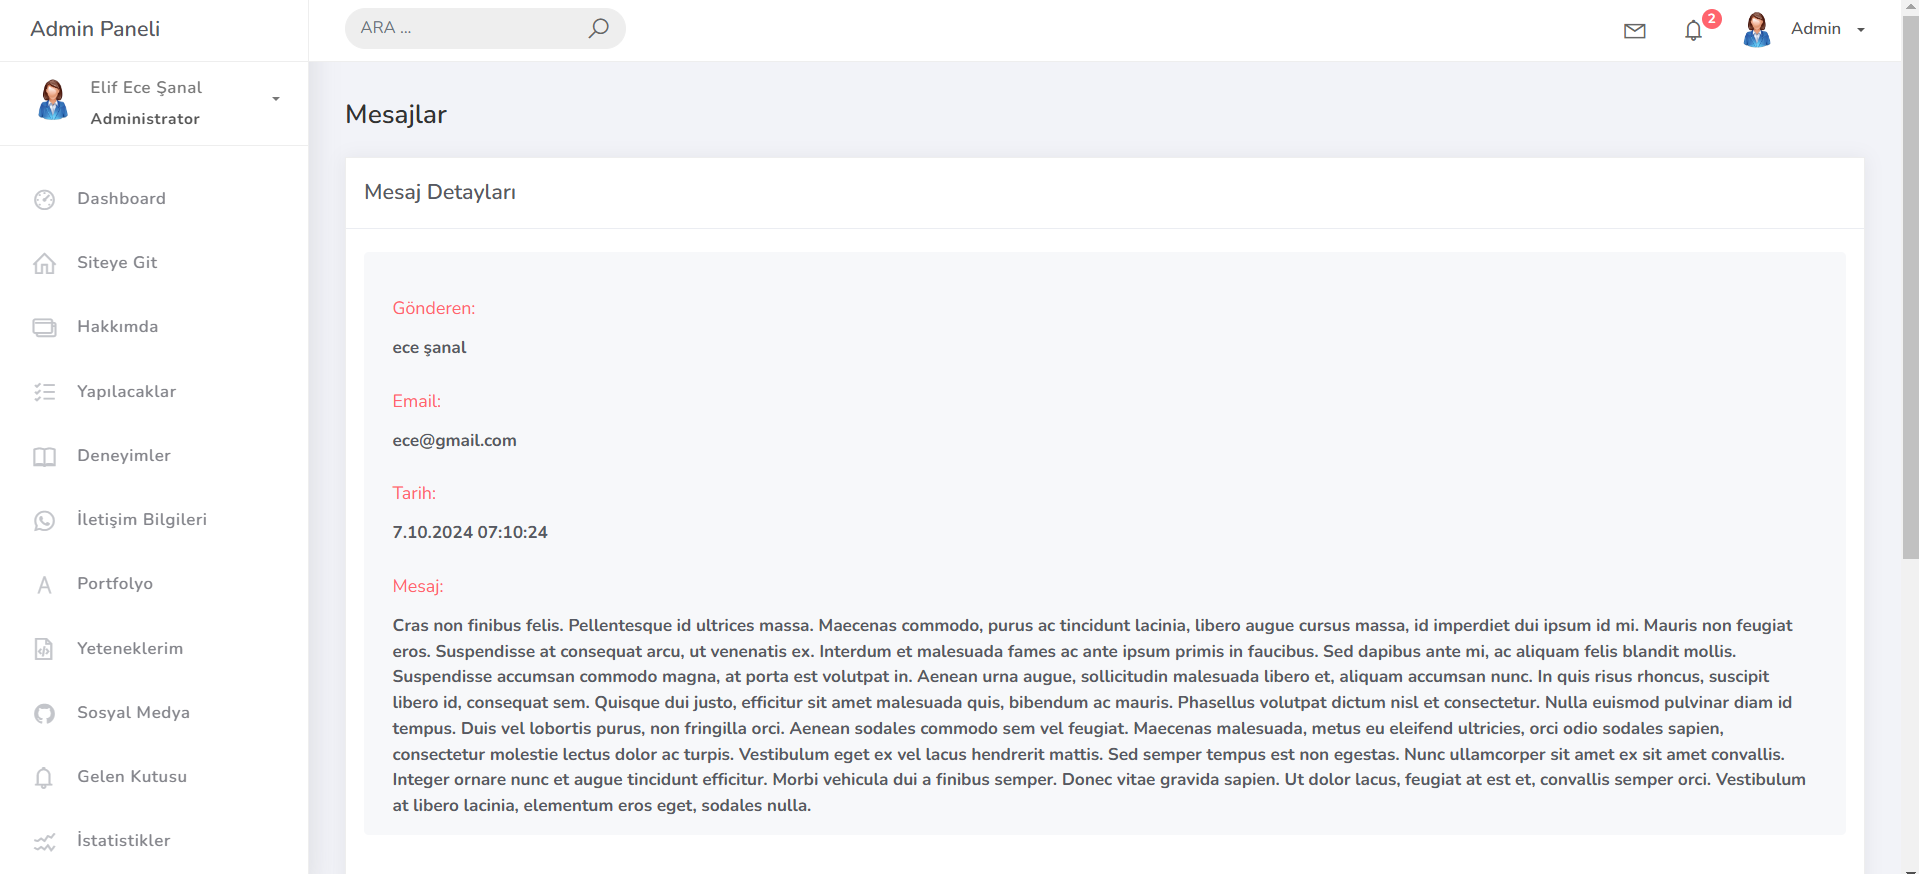 Admin Paneli
ARA ...
2
Admin
Elif Ece Şanal
Administrator
Dashboard
Siteye Git
Hakkımda
Yapılacaklar
Deneyimler
İletişim Bilgileri
Portfolyo
Yeteneklerim
Sosyal Medya
Gelen Kutusu
İstatistikler
Mesajlar
Mesaj Detayları
Gönderen:
ece şanal
Email:
ece@gmail.com
Tarih:
7.10.2024 07:10:24
Mesaj:
Cras non finibus felis. Pellentesque id ultrices massa. Maecenas commodo, purus ac tincidunt lacinia, libero augue cursus massa, id imperdiet dui ipsum id mi. Mauris non feugiat
eros. Suspendisse at consequat arcu, ut venenatis ex. Interdum et malesuada fames ac ante ipsum primis in faucibus. Sed dapibus ante mi, ac aliquam felis blandit mollis.
Suspendisse accumsan commodo magna, at porta est volutpat in. Aenean urna augue, sollicitudin malesuada libero et, aliquam accumsan nunc. In quis risus rhoncus, suscipit
libero id, consequat sem. Quisque dui justo, efficitur sit amet malesuada quis, bibendum ac mauris. Phasellus volutpat dictum nisl et consectetur. Nulla euismod pulvinar diam id
tempus. Duis vel lobortis purus, non fringilla orci. Aenean sodales commodo sem vel feugiat. Maecenas malesuada, metus eu eleifend ultricies, orci odio sodales sapien,
consectetur molestie lectus dolor ac turpis. Vestibulum eget ex vel lacus hendrerit mattis. Sed semper tempus est non egestas. Nunc ullamcorper sit amet ex sit amet convallis.
Integer ornare nunc et augue tincidunt efficitur. Morbi vehicula dui a finibus semper. Donec vitae gravida sapien. Ut dolor lacus, feugiat at est et, convallis semper orci. Vestibulum
at libero lacinia, elementum eros eget, sodales nulla.